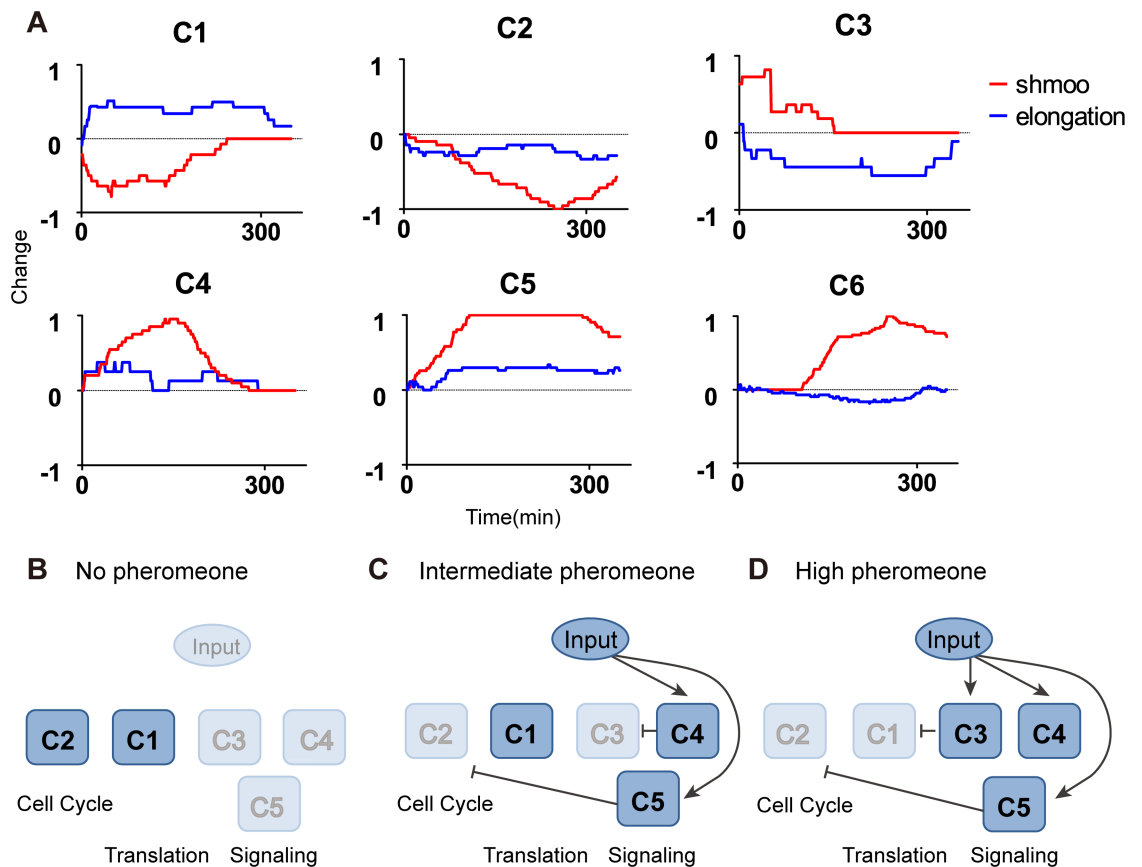 A
C1
C2
C3
shmoo
elongation
1
0
-1
0
300
1
0
-1
0
300
1
0
-1
0
300
Change
C4
C5
C6
1
0
-1
0
300
1
0
-1
0
300
1
0
-1
0
300
Time(min)
B No pheromeone
Input
C2 C1 C3 C4
Cell Cycle
C5
Translation Signaling
C Intermediate pheromeone
Input
C2 C1 C3 C4
Cell Cycle
C5
Translation Signaling
D High pheromeone
Input
C2 C1 C3 C4
Cell Cycle
C5
Translation Signaling